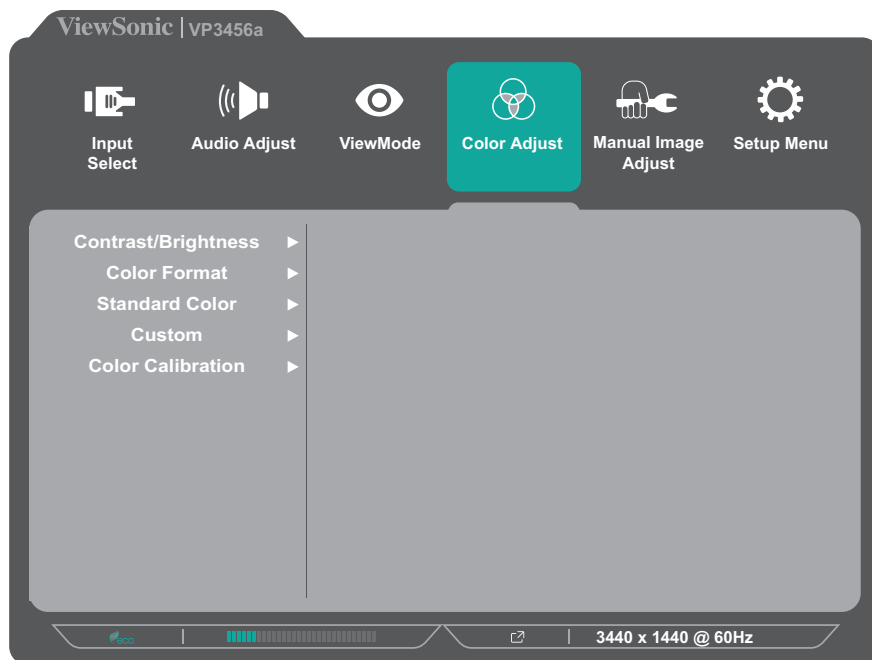 ViewSonic | VP3456a
Input Select
Audio Adjust
ViewMode
Color Adjust
Manual Image Adjust
Setup Menu
Contrast/Brightness
Color Format
Standard Color
Custom
Color Calibration
eco
3440 x 1440 @ 60Hz